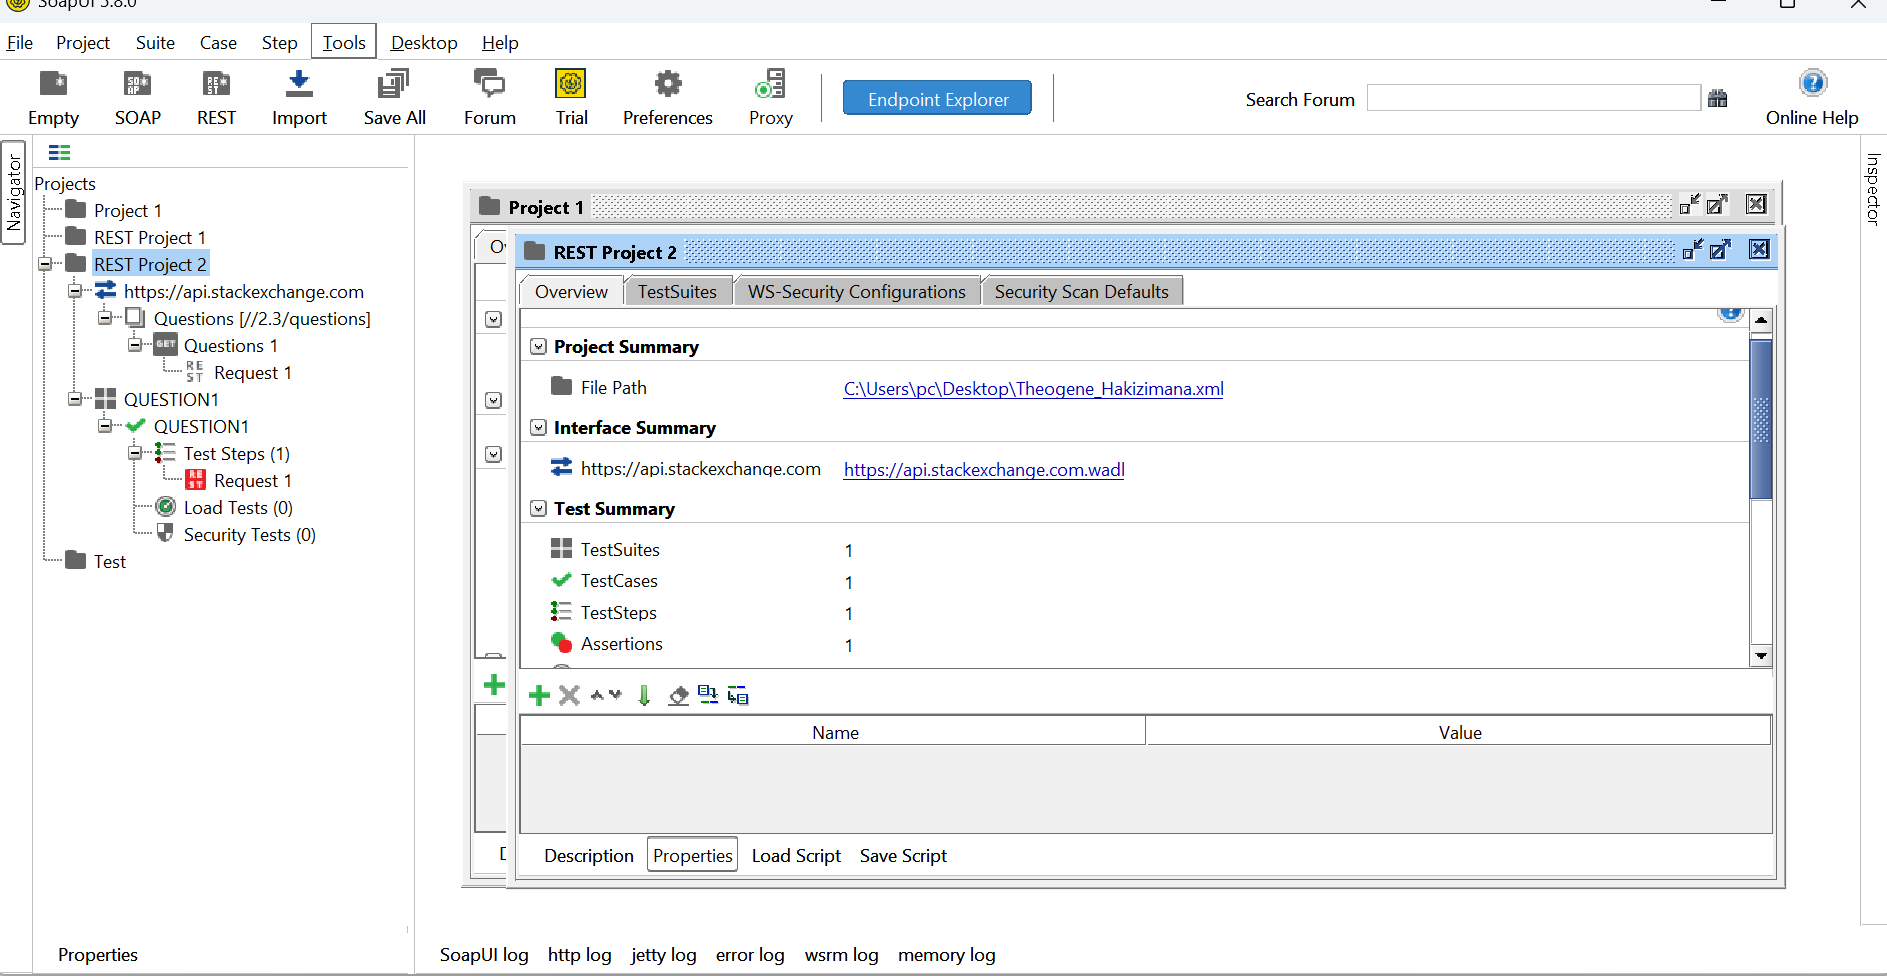 SoapUI 5.8.0
File Project Suite Case Step Tools Desktop Help
Empty SOAP REST Import Save All Forum Trial Preferences Proxy Endpoint Explorer Search Forum Online Help
Navigator
Inspector
Projects
Project 1
REST Project 1
REST Project 2
https://api.stackexchange.com
Questions [//2.3/questions]
GET Questions 1
REST Request 1
QUESTION1
QUESTION1
Test Steps (1)
REST Request 1
Load Tests (0)
Security Tests (0)
Test
Project 1
REST Project 2
Overview TestSuites WS-Security Configurations Security Scan Defaults
Project Summary
File Path C:\Users\pc\Desktop\Theogene_Hakizimana.xml
Interface Summary
https://api.stackexchange.com https://api.stackexchange.com.wadl
Test Summary
TestSuites 1
TestCases 1
TestSteps 1
Assertions 1
Name Value
Description Properties Load Script Save Script
Properties
SoapUI log http log jetty log error log wsrm log memory log